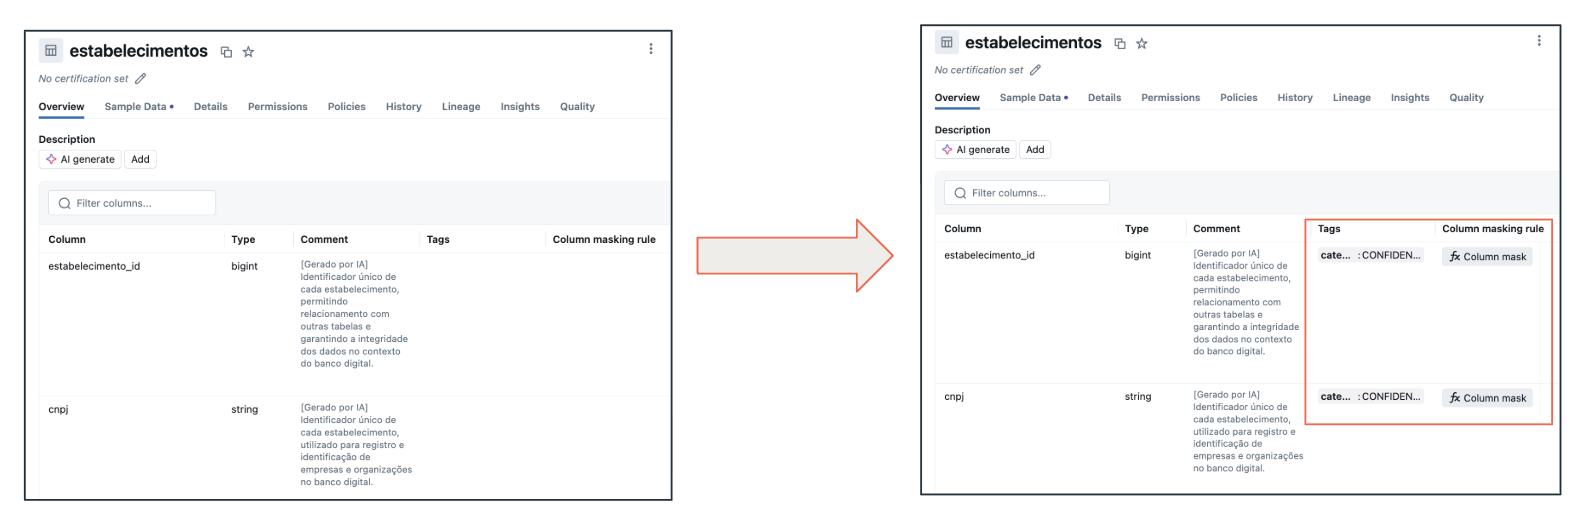 estabelecimentos
No certification set
Overview Sample Data Details Permissions Policies History Lineage Insights Quality
Description
AI generate Add
Filter columns...
Column Type Comment Tags Column masking rule
estabelecimento_id bigint [Gerado por IA]
Identificador único de
cada estabelecimento,
permitindo
relacionamento com
outras tabelas e
garantindo a integridade
dos dados no contexto
do banco digital.
cnpj string [Gerado por IA]
Identificador único de
cada estabelecimento,
utilizado para registro e
identificação de
empresas e organizações
no banco digital.
estabelecimentos
No certification set
Overview Sample Data Details Permissions Policies History Lineage Insights Quality
Description
AI generate Add
Filter columns...
Column Type Comment Tags Column masking rule
estabelecimento_id bigint [Gerado por IA] cate... : CONFIDEN... fx Column mask
Identificador único de
cada estabelecimento,
permitindo
relacionamento com
outras tabelas e
garantindo a integridade
dos dados no contexto
do banco digital.
cnpj string [Gerado por IA] cate... : CONFIDEN... fx Column mask
Identificador único de
cada estabelecimento,
utilizado para registro e
identificação de
empresas e organizações
no banco digital.